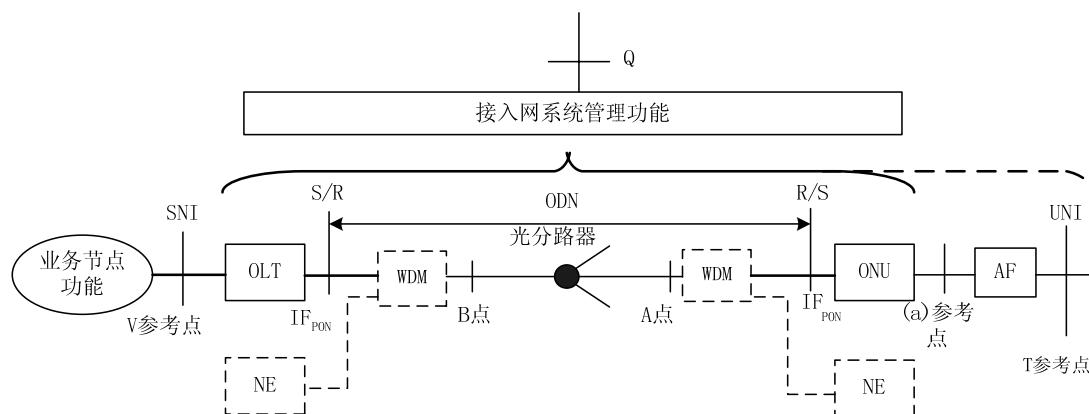 Q
接入网系统管理功能
S/R
ODN
R/S
SNI
UNI
光分路器
业务节点
功能
OLT
WDM
WDM
ONU
AF
V参考点
IF_PON
B点
A点
IF_PON
(a)参考
点
T参考点
NE
NE